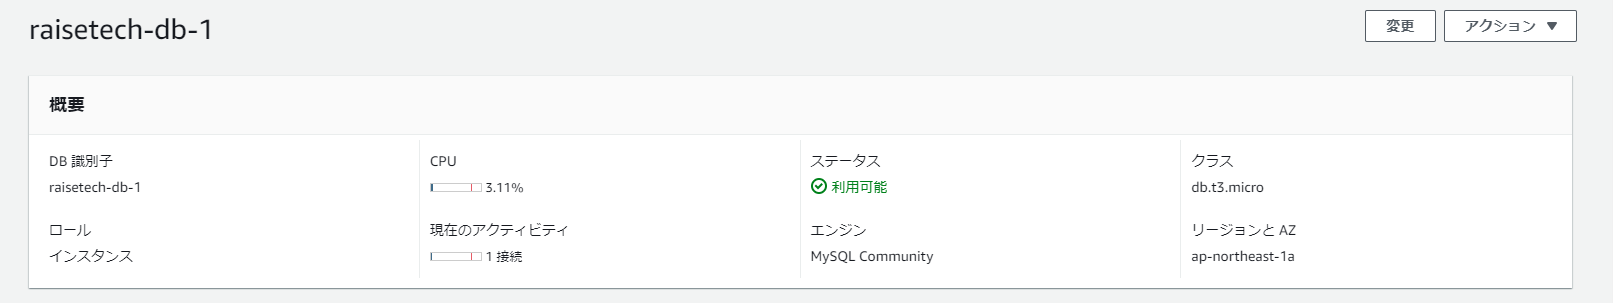 raisetech-db-1
変更
アクション ▼
概要
DB 識別子
CPU
ステータス
クラス
raisetech-db-1
3.11%
利用可能
db.t3.micro
ロール
現在のアクティビティ
エンジン
リージョンと AZ
インスタンス
1 接続
MySQL Community
ap-northeast-1a